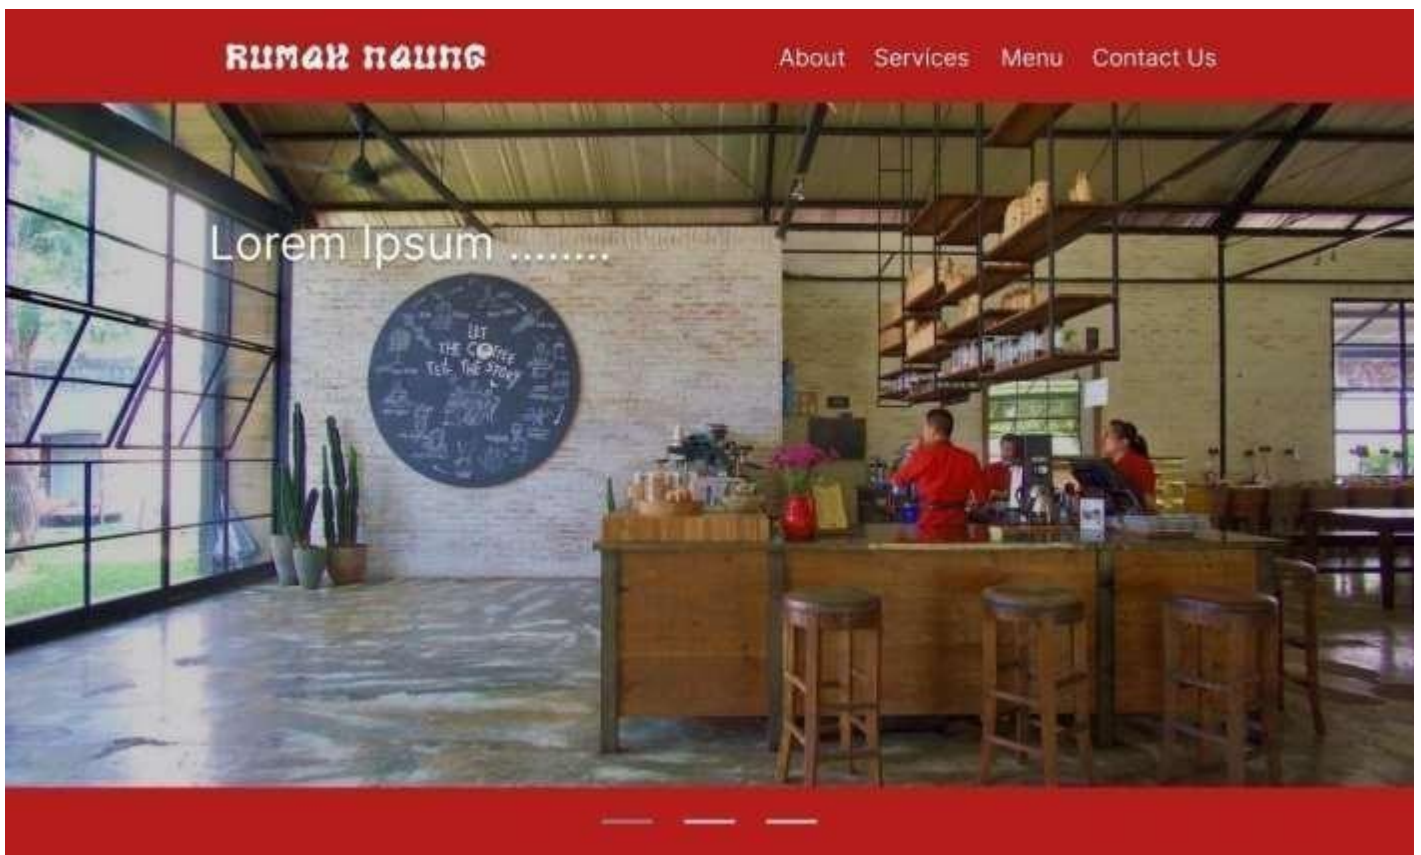 RUMAH NAUNG
About Services Menu Contact Us
Lorem Ipsum ........
LET
THE COFFEE
TELL THE STORY